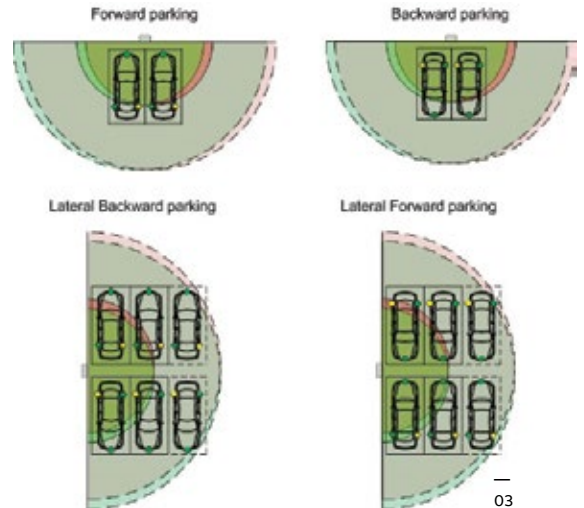 Forward parking
Backward parking
Lateral Backward parking
Lateral Forward parking
—
03